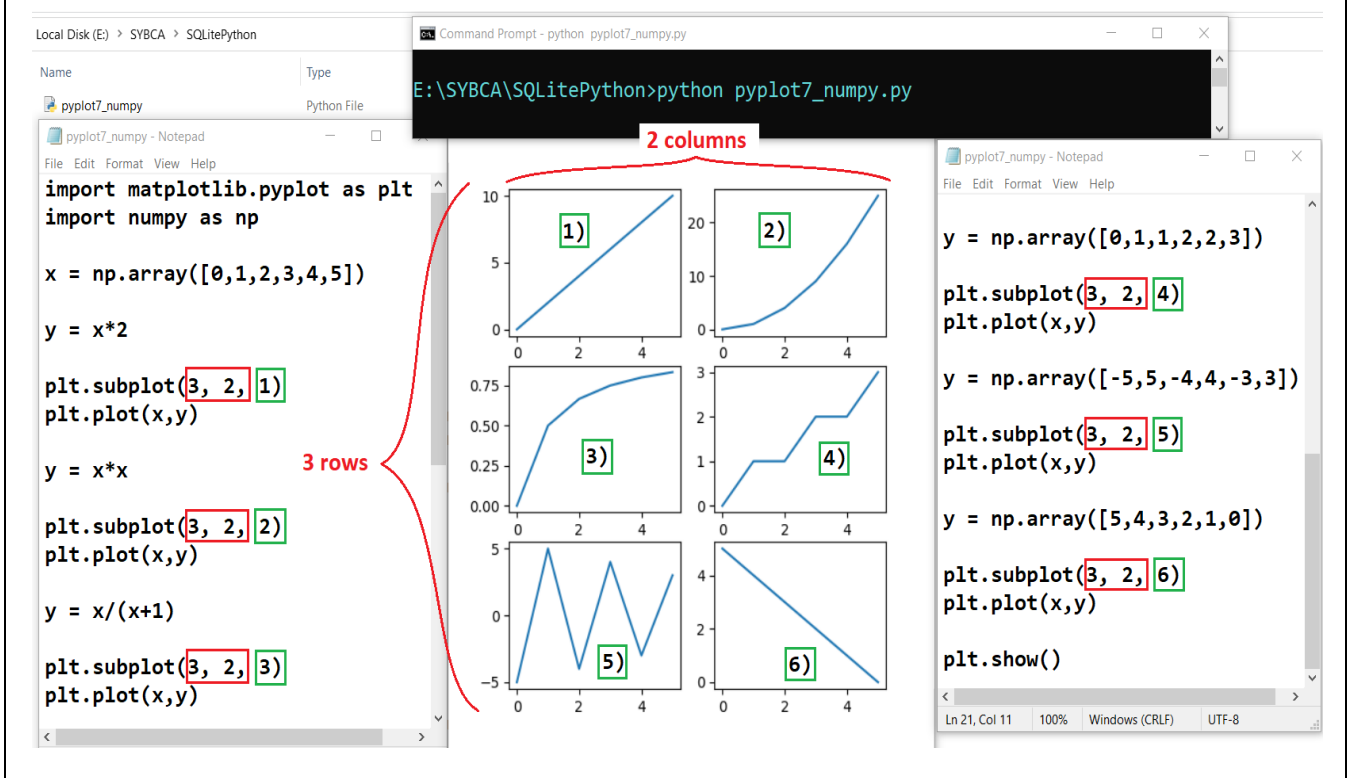 Local Disk (E:) > SYBCA > SQLitePython
Name Type
pyplot7_numpy Python File
Command Prompt - python pyplot7_numpy.py
E:\SYBCA\SQLitePython>python pyplot7_numpy.py
pyplot7_numpy - Notepad
File Edit Format View Help
import matplotlib.pyplot as plt
import numpy as np
x = np.array([0,1,2,3,4,5])
y = x*2
plt.subplot(3, 2, 1)
plt.plot(x,y)
y = x*x
plt.subplot(3, 2, 2)
plt.plot(x,y)
y = x/(x+1)
plt.subplot(3, 2, 3)
plt.plot(x,y)
2 columns
3 rows
1)
10
5
0
0 2 4
2)
20
10
0
0 2 4
3)
0.75
0.50
0.25
0.00
0 2 4
4)
3
2
1
0
0 2 4
5)
5
0
−5
0 2 4
6)
4
2
0
0 2 4
pyplot7_numpy - Notepad
File Edit Format View Help
y = np.array([0,1,1,2,2,3])
plt.subplot(3, 2, 4)
plt.plot(x,y)
y = np.array([-5,5,-4,4,-3,3])
plt.subplot(3, 2, 5)
plt.plot(x,y)
y = np.array([5,4,3,2,1,0])
plt.subplot(3, 2, 6)
plt.plot(x,y)
plt.show()
Ln 21, Col 11 100% Windows (CRLF) UTF-8